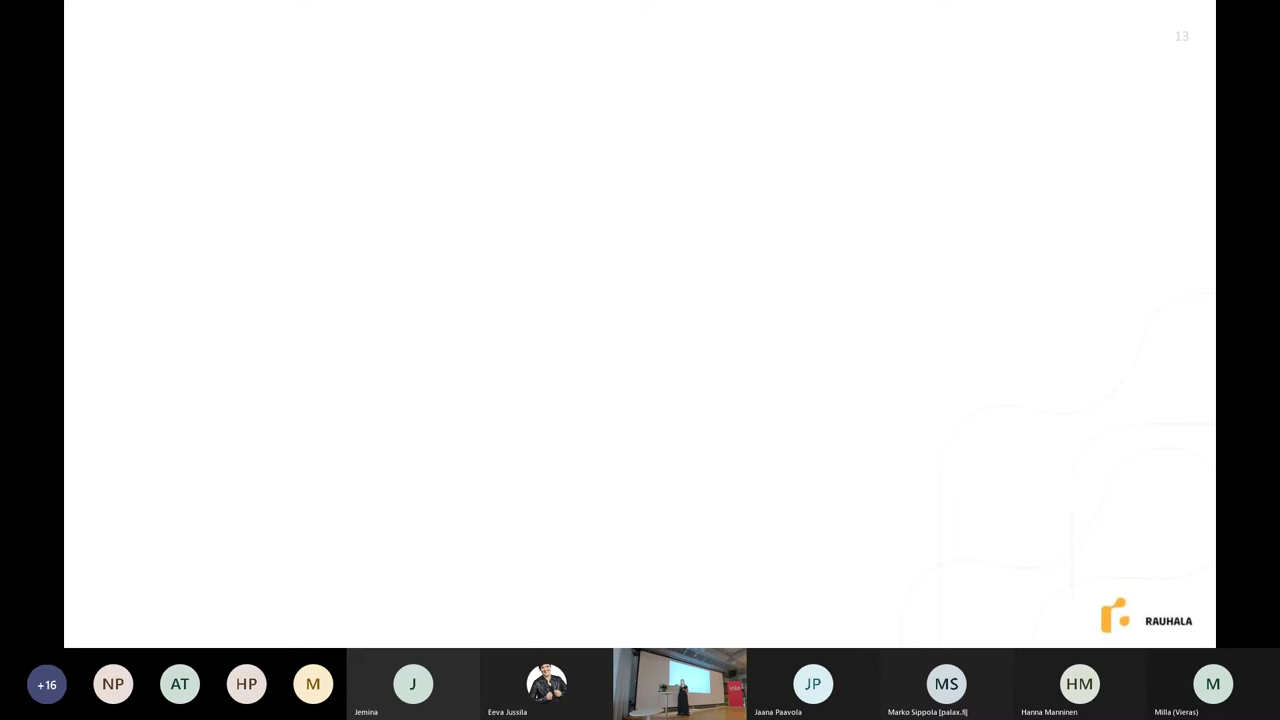 13
RAUHALA
+16
NP
AT
HP
M
J
Jemina
Eeva Jussila
JP
Jaana Paavola
MS
Marko Sippola [palax.fi]
HM
Hanna Manninen
M
Milla (Vieras)